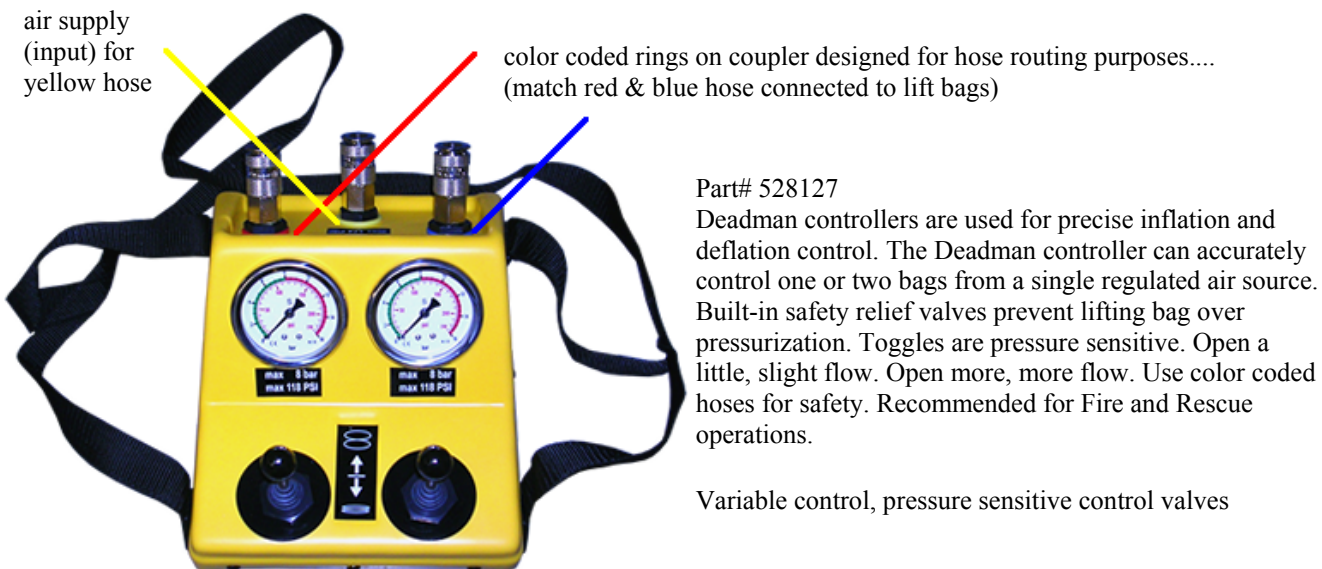 air supply
(input) for
yellow hose
color coded rings on coupler designed for hose routing purposes....
(match red & blue hose connected to lift bags)
Part# 528127
Deadman controllers are used for precise inflation and
deflation control. The Deadman controller can accurately
control one or two bags from a single regulated air source.
Built-in safety relief valves prevent lifting bag over
pressurization. Toggles are pressure sensitive. Open a
little, slight flow. Open more, more flow. Use color coded
hoses for safety. Recommended for Fire and Rescue
operations.
Variable control, pressure sensitive control valves
max 8 bar
max 118 PSI
max 8 bar
max 118 PSI